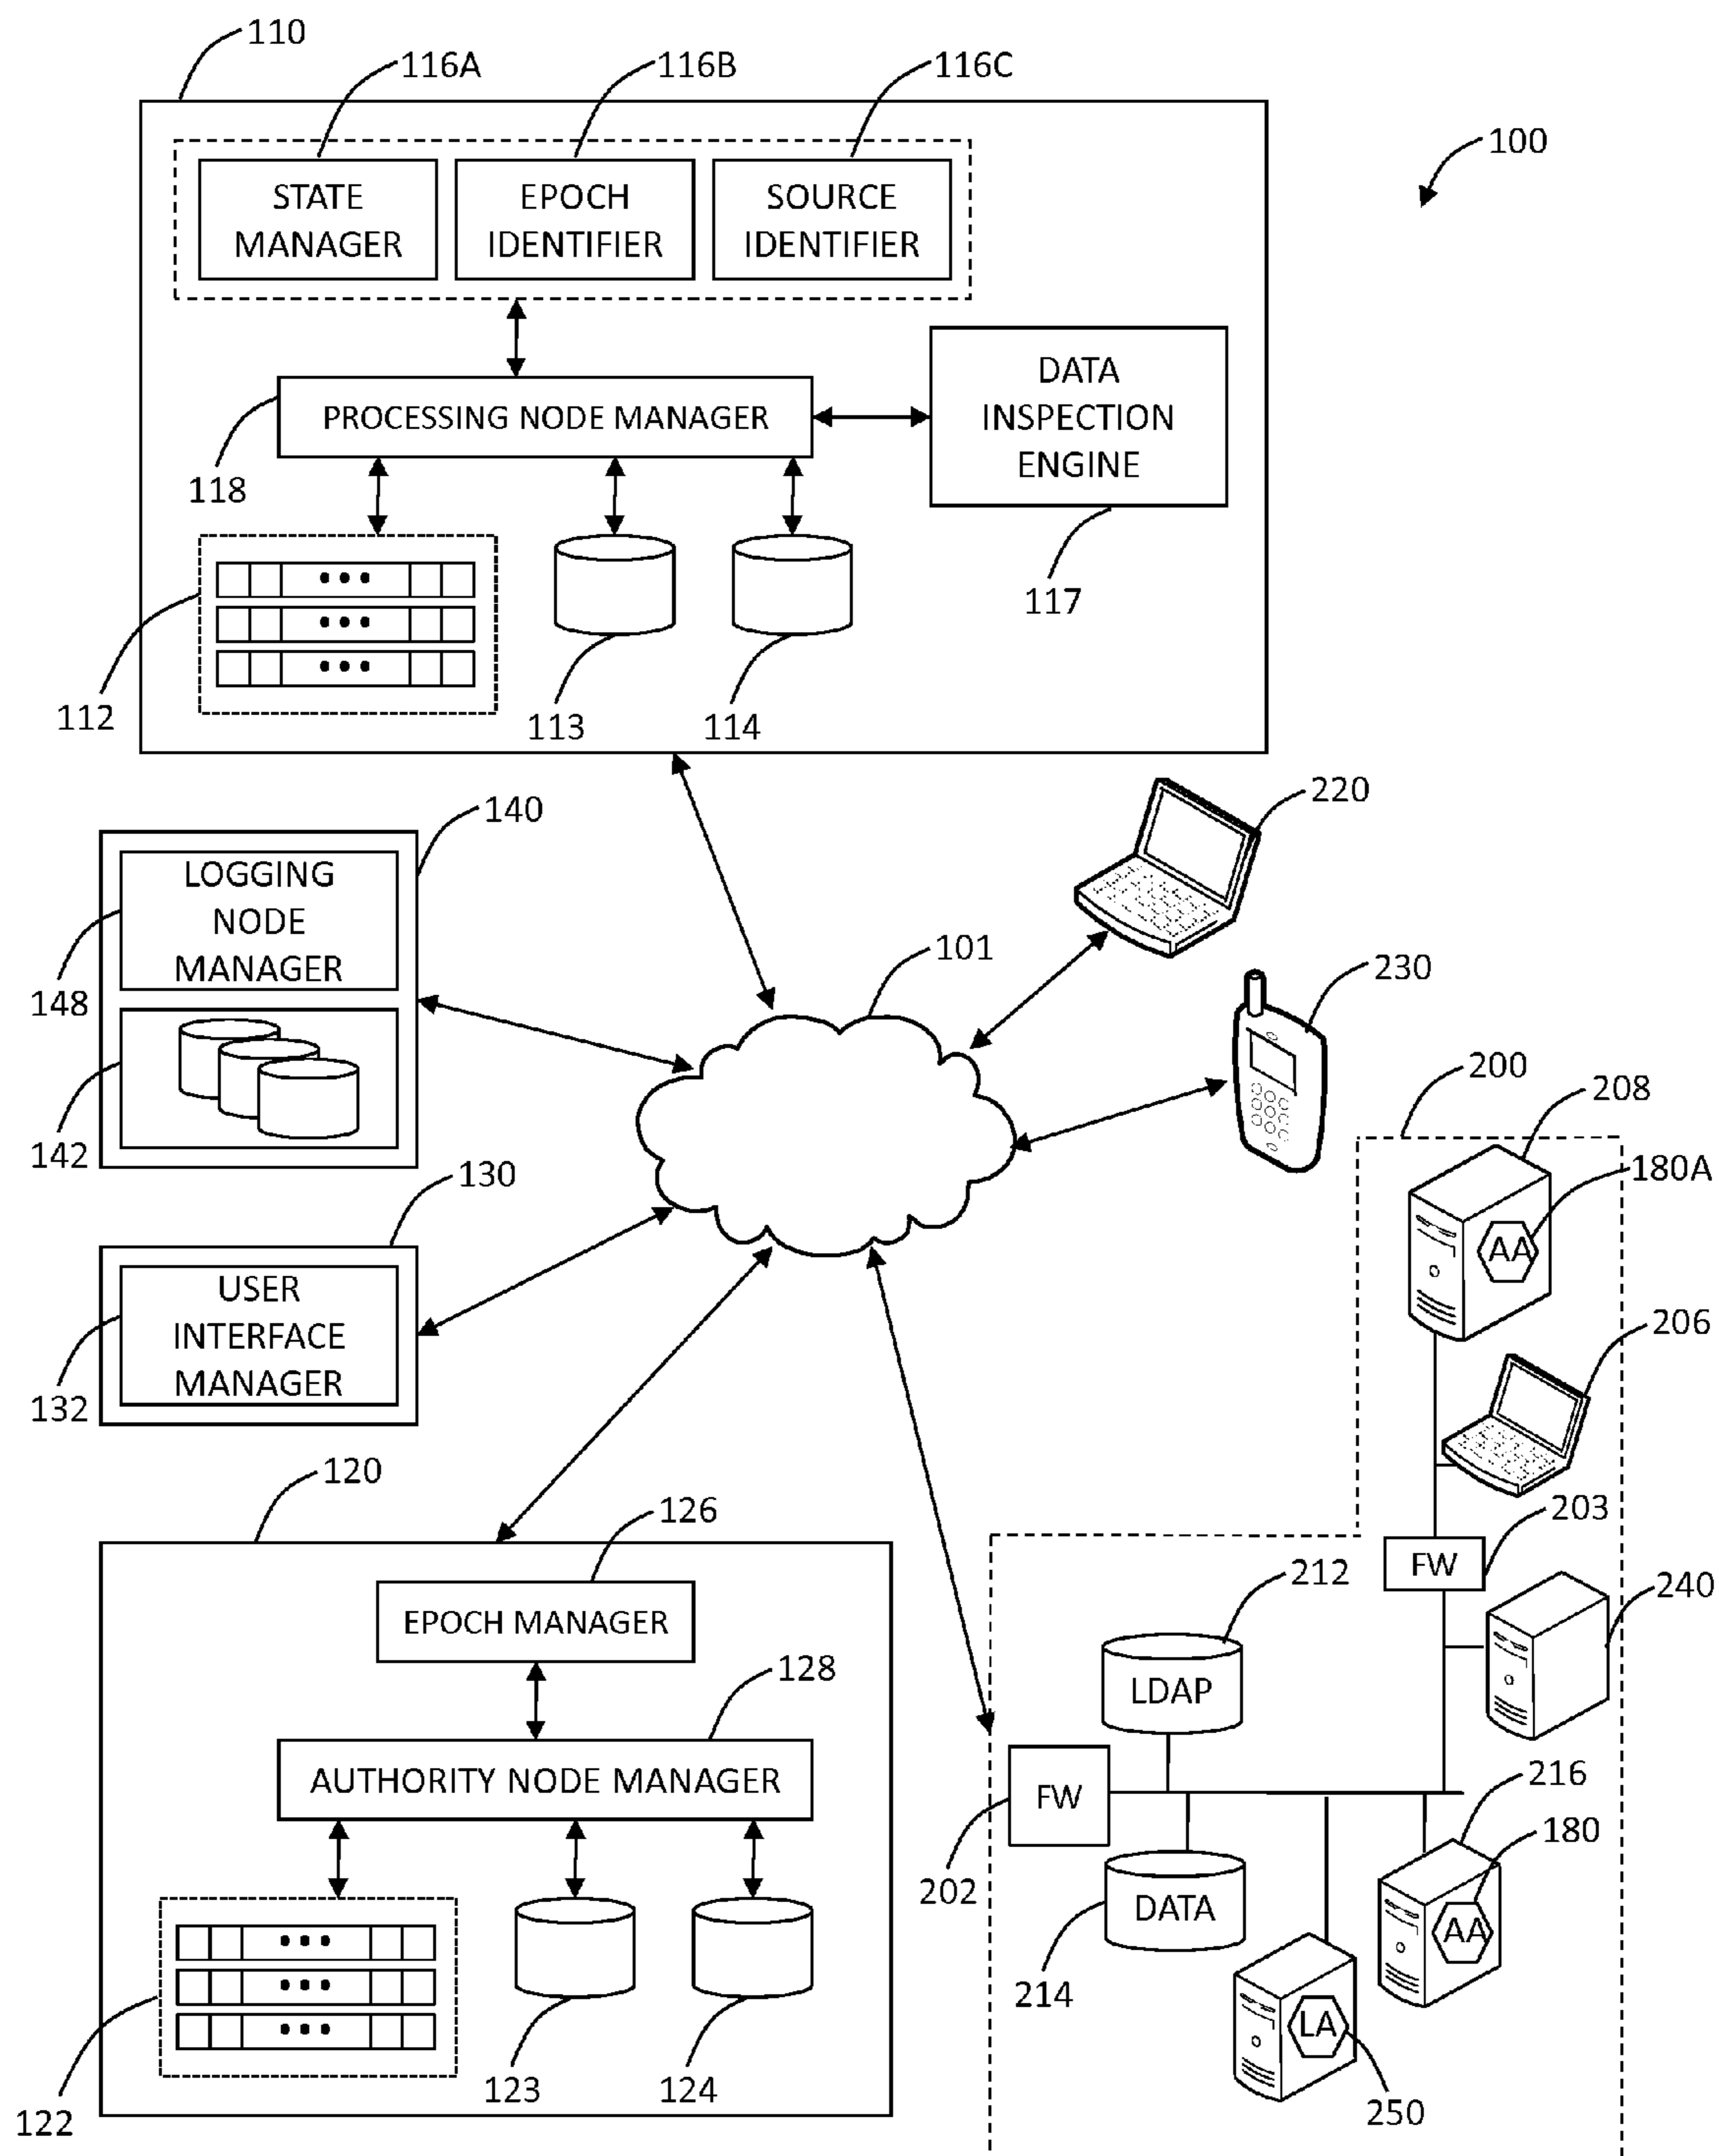 110
116A
116B
116C
100
STATE
MANAGER
EPOCH
IDENTIFIER
SOURCE
IDENTIFIER
DATA
INSPECTION
ENGINE
PROCESSING NODE MANAGER
118
117
112
113
114
220
140
LOGGING
NODE
MANAGER
148
101
230
142
200
208
180A
AA
130
USER
INTERFACE
MANAGER
132
206
120
126
203
FW
EPOCH MANAGER
212
240
LDAP
128
AUTHORITY NODE MANAGER
FW
216
180
202
DATA
AA
214
LA
122
123
124
250